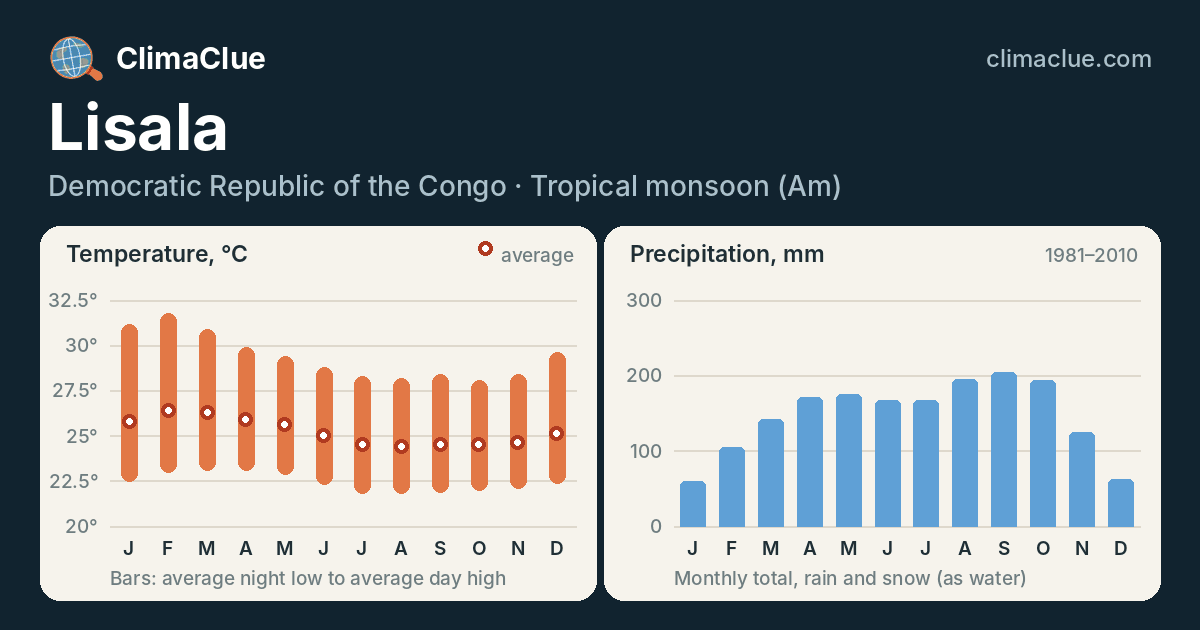 ClimaClue
climaclue.com
Lisala
Democratic Republic of the Congo · Tropical monsoon (Am)
Temperature, °C
average
32.5°
30°
27.5°
25°
22.5°
20°
J F M A M J J A S O N D
Bars: average night low to average day high
Precipitation, mm
1981–2010
300
200
100
0
J F M A M J J A S O N D
Monthly total, rain and snow (as water)